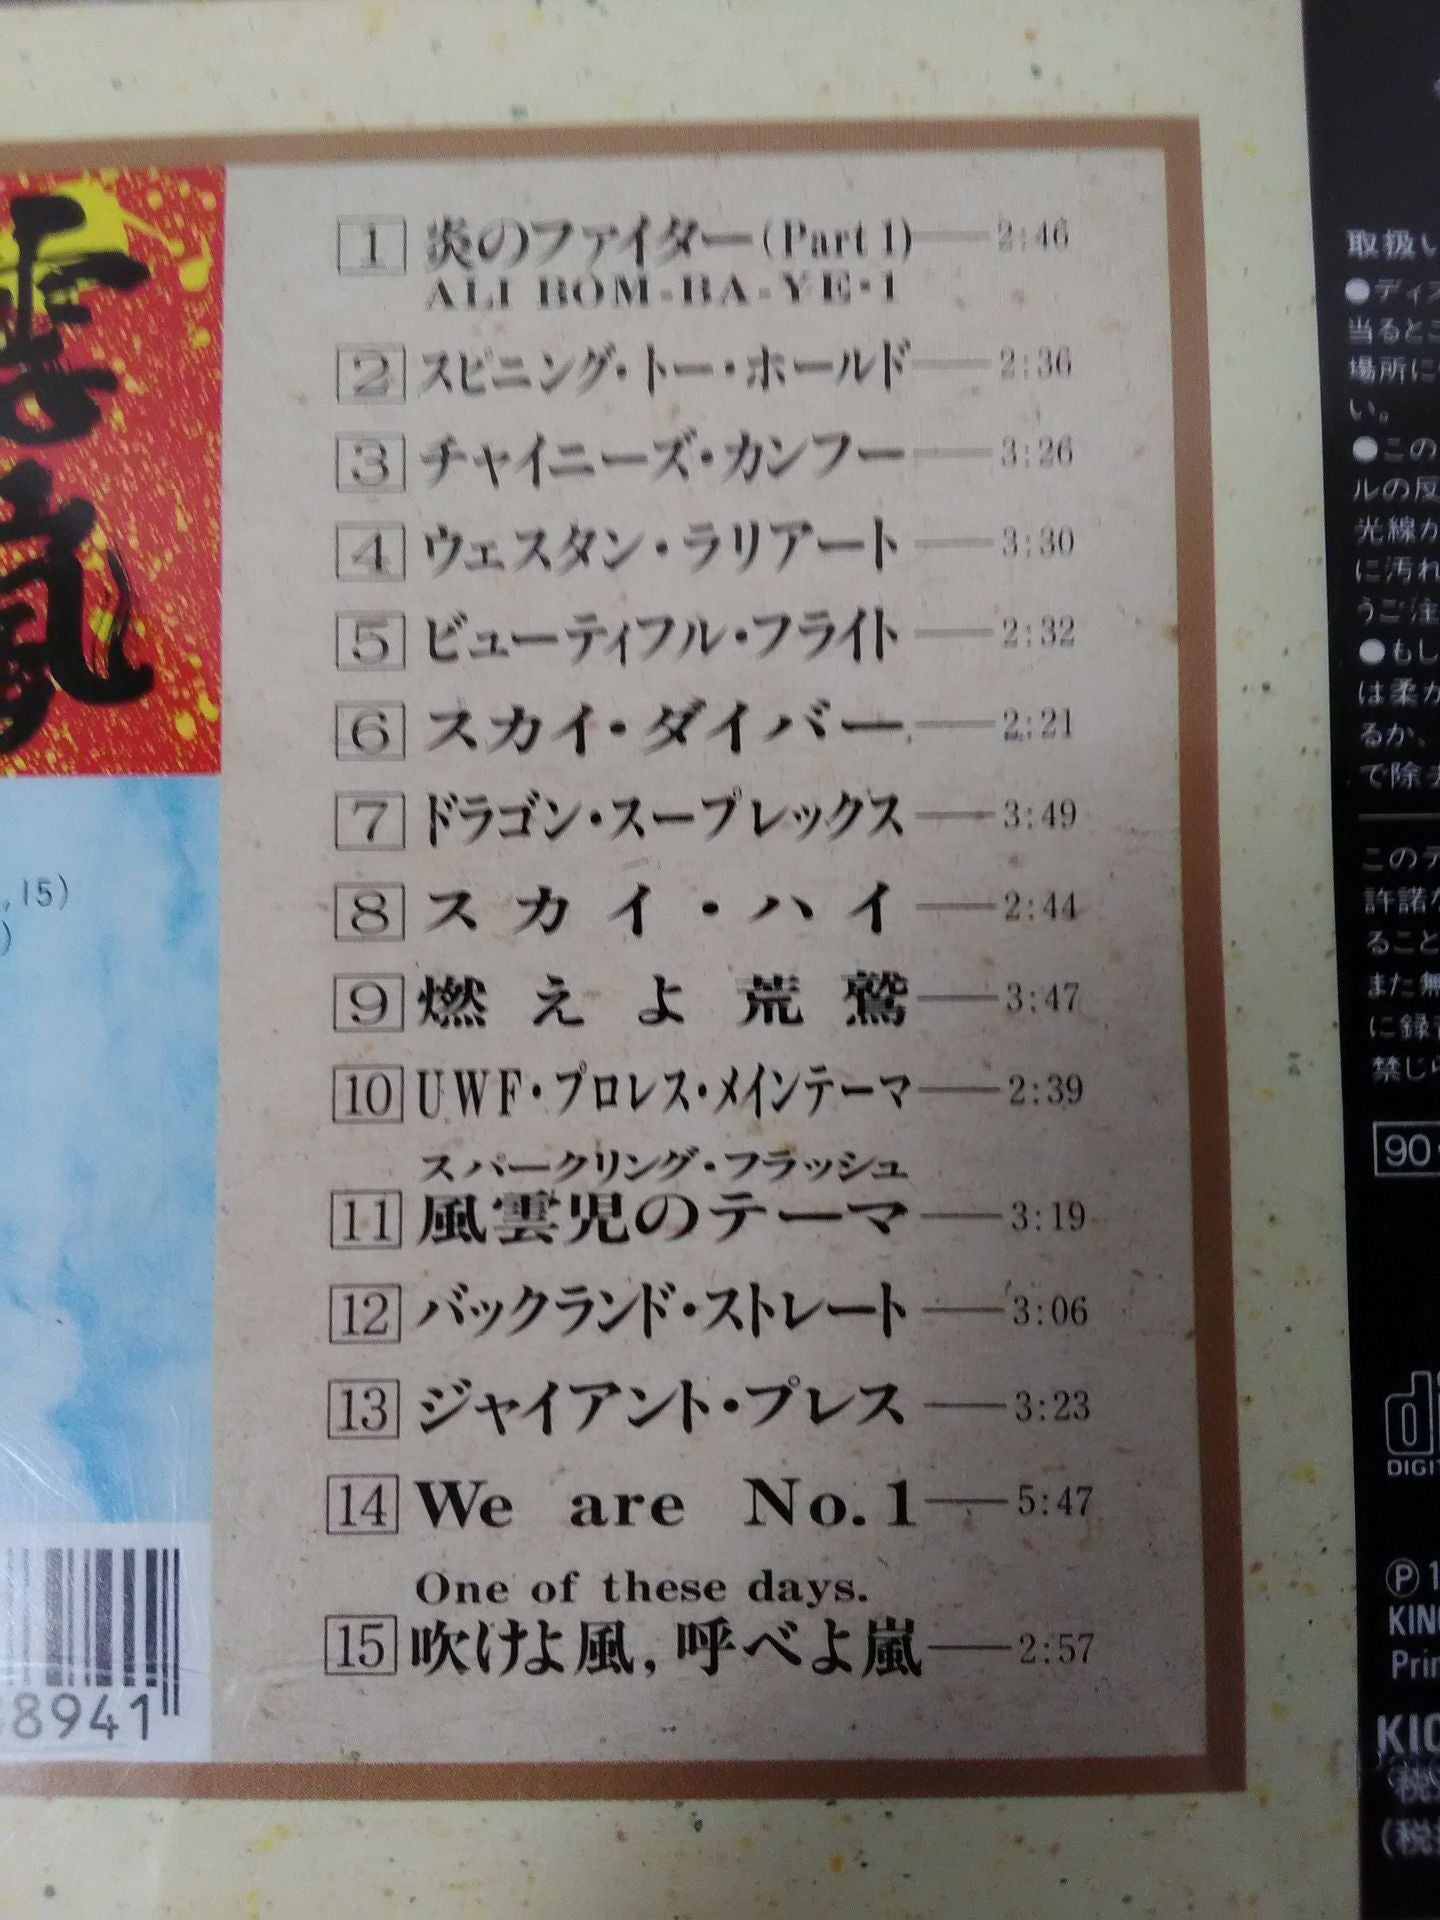 雲
嵐
,15)
)
1 炎のファイター(Part 1)——2:46
ALI BOM-BA-YE・1
2 スピニング・トー・ホールド——2:36
3 チャイニーズ・カンフー——3:26
4 ウェスタン・ラリアート——3:30
5 ビューティフル・フライト——2:32
6 スカイ・ダイバー——2:21
7 ドラゴン・スープレックス——3:49
8 スカイ・ハイ——2:44
9 燃えよ荒鷲——3:47
10 UWF・プロレス・メインテーマ——2:39
スパークリング・フラッシュ
11 風雲児のテーマ——3:19
12 バックランド・ストレート——3:06
13 ジャイアント・プレス——3:23
14 We are No.1——5:47
One of these days.
15 吹けよ風,呼べよ嵐——2:57
8941
取扱い
●ディス
当るとこ
場所に
い。
●この
ルの反
光線か
に汚れ
うご注
●もし
は柔か
るか、
で除去
このデ
許諾な
ること
また無
に録音
禁じら
90・
DIGIT
Ⓟ1
KING
Prin
KIC
(税